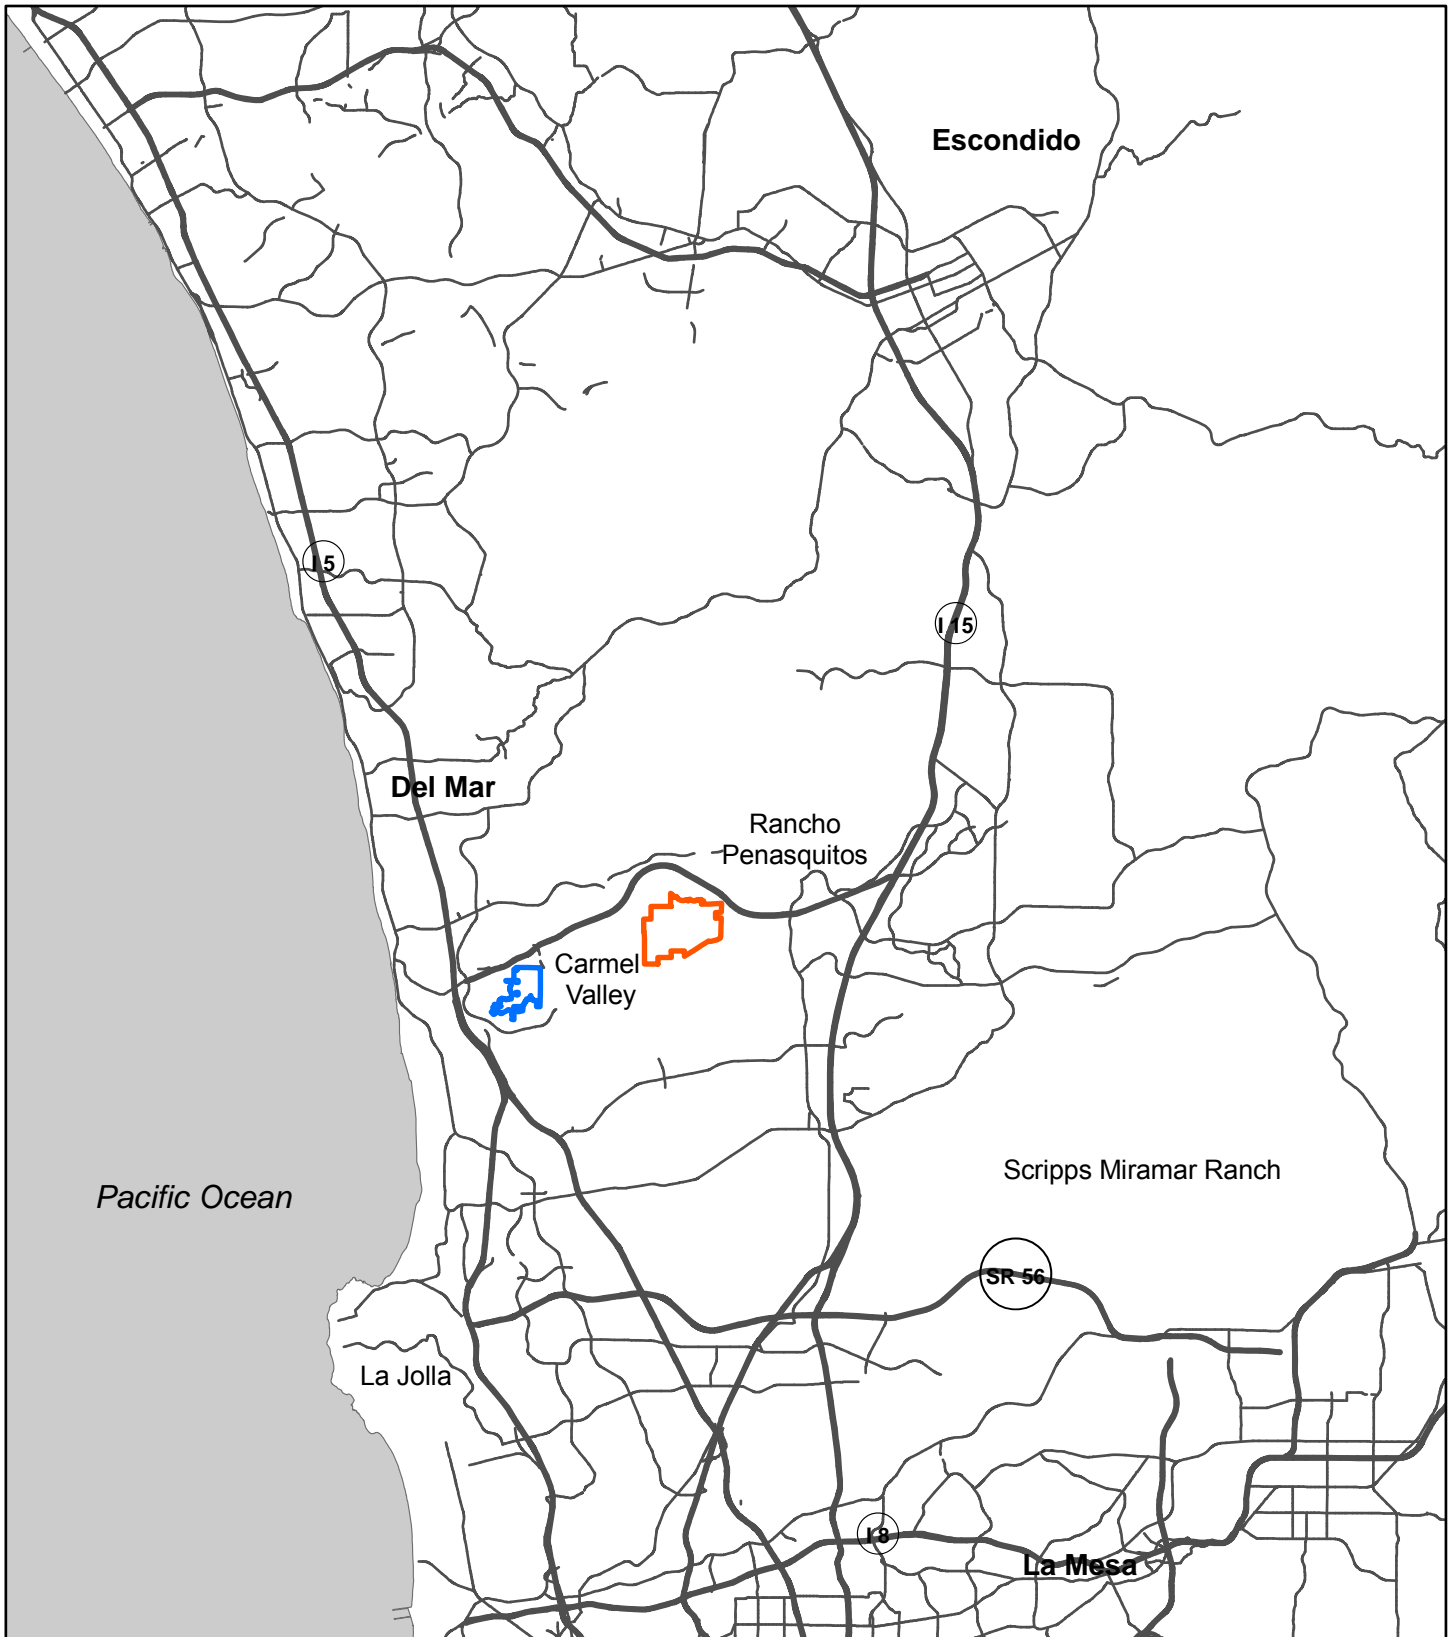 Escondido
I 5
I 15
Del Mar
Rancho
Penasquitos
Carmel
Valley
Scripps Miramar Ranch
Pacific Ocean
SR 56
La Jolla
I 8
La Mesa